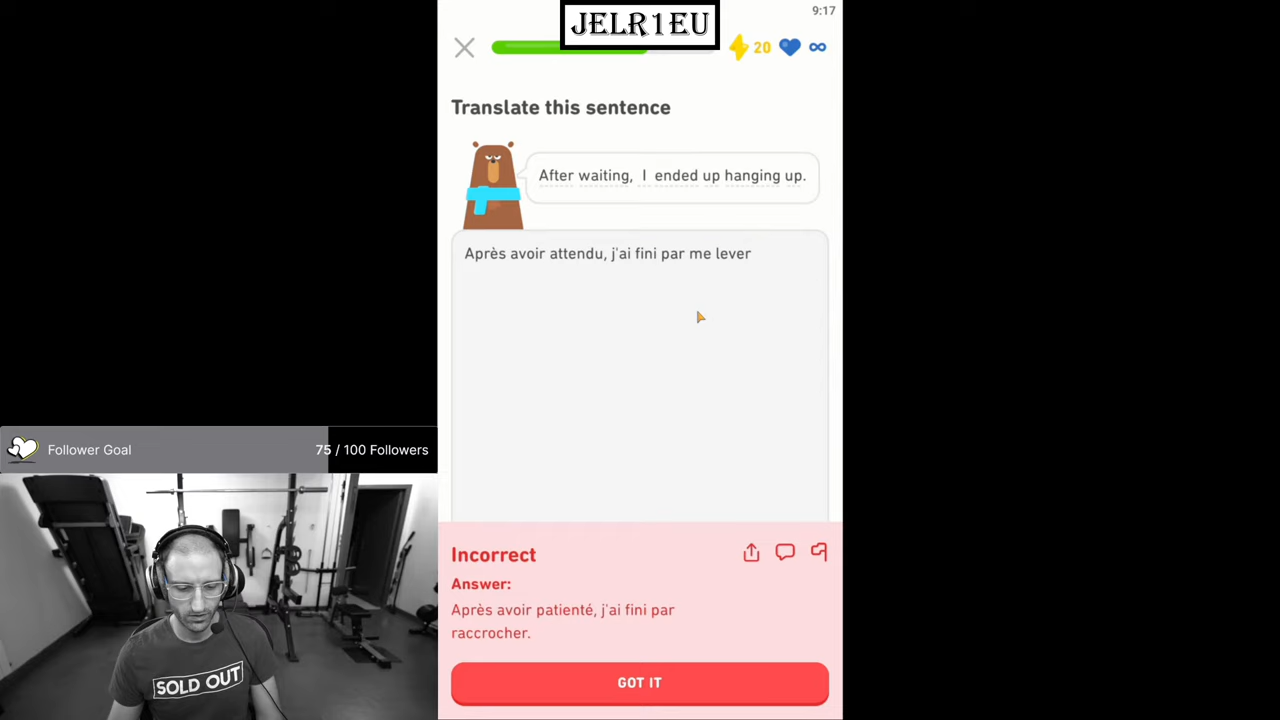 JELR1EU
9:17
20
Translate this sentence
After waiting, I ended up hanging up.
Après avoir attendu, j'ai fini par me lever
Follower Goal
75 / 100 Followers
SOLD OUT
Incorrect
Answer:
Après avoir patienté, j'ai fini par
raccrocher.
GOT IT